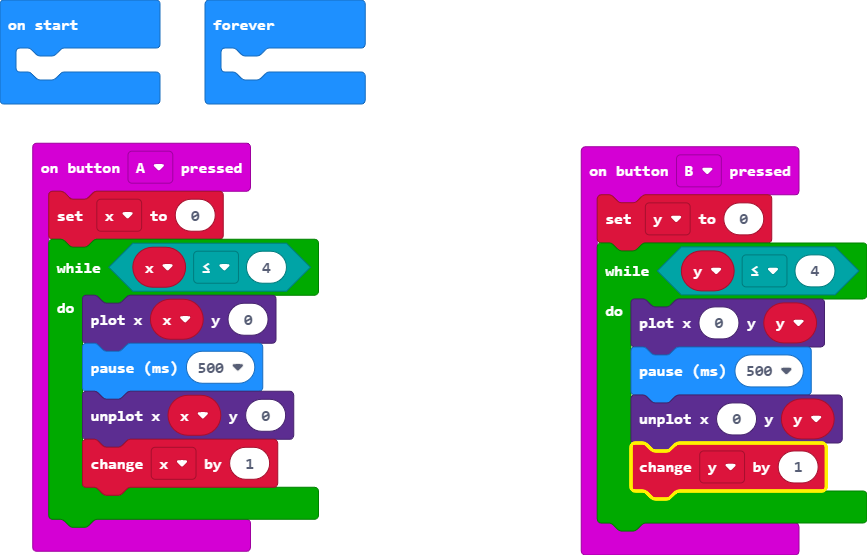 on start
forever
on button A pressed
set x to 0
while x ≤ 4
do
plot x x y 0
pause (ms) 500
unplot x x y 0
change x by 1
on button B pressed
set y to 0
while y ≤ 4
do
plot x 0 y y
pause (ms) 500
unplot x 0 y y
change y by 1